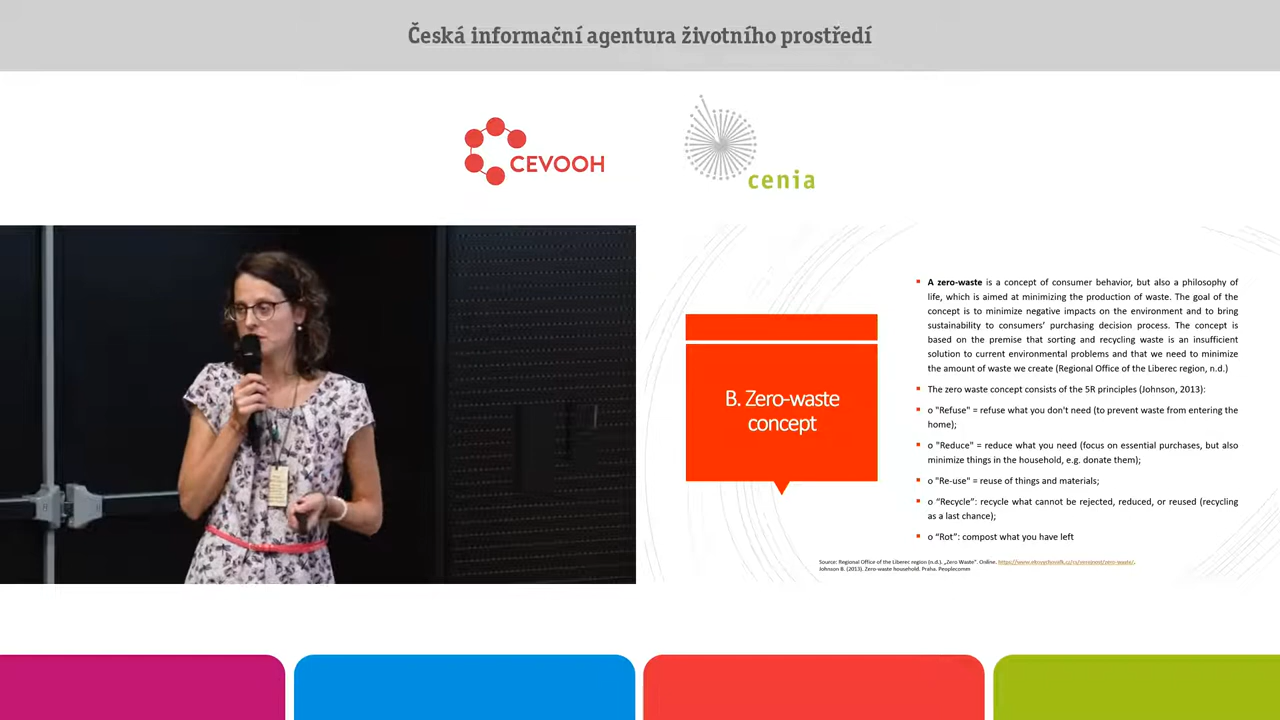 Česká informační agentura životního prostředí
CEVOOH
cenia
B. Zero-waste
concept
A zero-waste is a concept of consumer behavior, but also a philosophy of
life, which is aimed at minimizing the production of waste. The goal of the
concept is to minimize negative impacts on the environment and to bring
sustainability to consumers' purchasing decision process. The concept is
based on the premise that sorting and recycling waste is an insufficient
solution to current environmental problems and that we need to minimize
the amount of waste we create (Regional Office of the Liberec region, n.d.)
The zero waste concept consists of the 5R principles (Johnson, 2013):
o "Refuse" = refuse what you don't need (to prevent waste from entering the
home);
o "Reduce" = reduce what you need (focus on essential purchases, but also
minimize things in the household, e.g. donate them);
o "Re-use" = reuse of things and materials;
o “Recycle”: recycle what cannot be rejected, reduced, or reused (recycling
as a last chance);
o “Rot”: compost what you have left
Source: Regional Office of the Liberec region (n.d.). „Zero Waste“. Online.
Johnson B. (2013). Zero-waste household. Praha. Peoplecomm